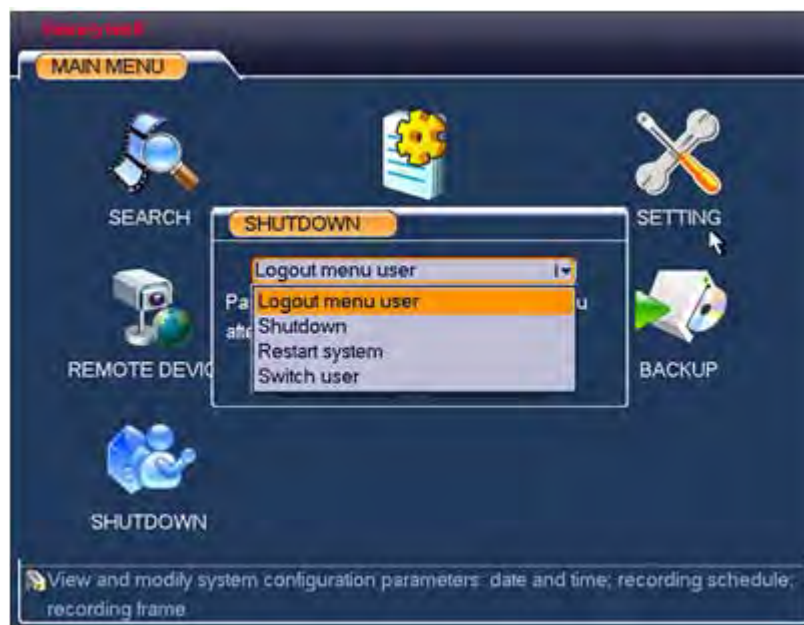 MAIN MENU
SEARCH
SETTING
SHUTDOWN
Logout menu user
Logout menu user
Shutdown
Restart system
Switch user
REMOTE DEVIC
BACKUP
SHUTDOWN
View and modify system configuration parameters: date and time; recording schedule;
recording frame